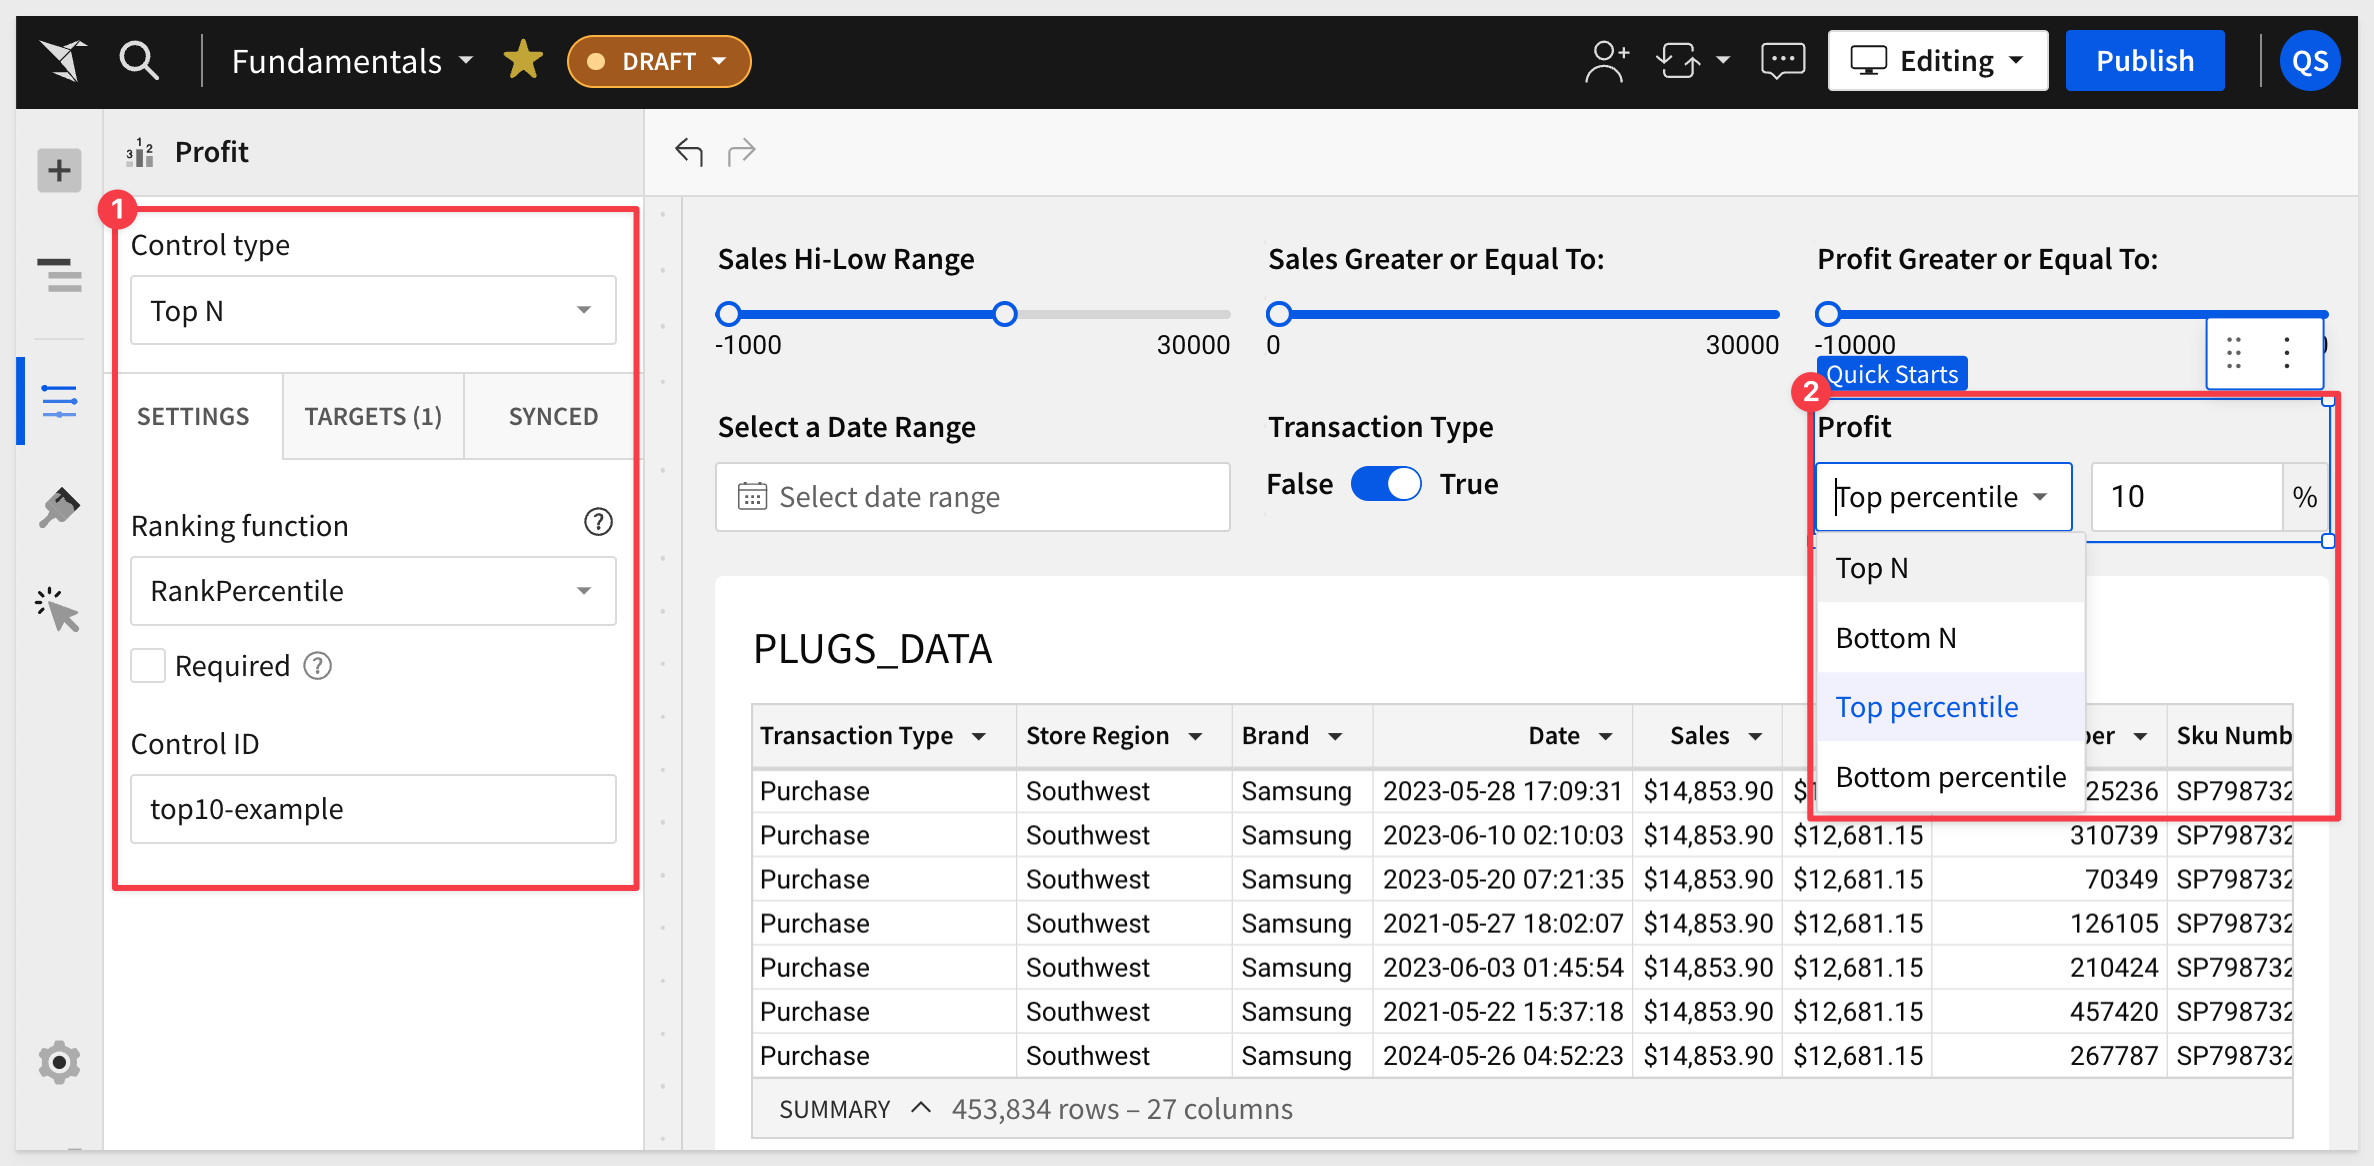 Fundamentals
DRAFT
Editing
Publish
QS
3 1 2
Profit
1
Control type
Top N
SETTINGS
TARGETS (1)
SYNCED
Ranking function
?
RankPercentile
Required ?
Control ID
top10-example
Sales Hi-Low Range
-1000 30000
Sales Greater or Equal To:
0 30000
Profit Greater or Equal To:
-10000
Quick Starts
Select a Date Range
Select date range
Transaction Type
False True
2
Profit
Top percentile
10 %
Top N
Bottom N
Top percentile
Bottom percentile
PLUGS_DATA
Transaction Type Store Region Brand Date Sales Sku Numb
Purchase Southwest Samsung 2023-05-28 17:09:31 $14,853.90 25236 SP798732
Purchase Southwest Samsung 2023-06-10 02:10:03 $14,853.90 $12,681.15 310739 SP798732
Purchase Southwest Samsung 2023-05-20 07:21:35 $14,853.90 $12,681.15 70349 SP798732
Purchase Southwest Samsung 2021-05-27 18:02:07 $14,853.90 $12,681.15 126105 SP798732
Purchase Southwest Samsung 2023-06-03 01:45:54 $14,853.90 $12,681.15 210424 SP798732
Purchase Southwest Samsung 2021-05-22 15:37:18 $14,853.90 $12,681.15 457420 SP798732
Purchase Southwest Samsung 2024-05-26 04:52:23 $14,853.90 $12,681.15 267787 SP798732
SUMMARY 453,834 rows – 27 columns